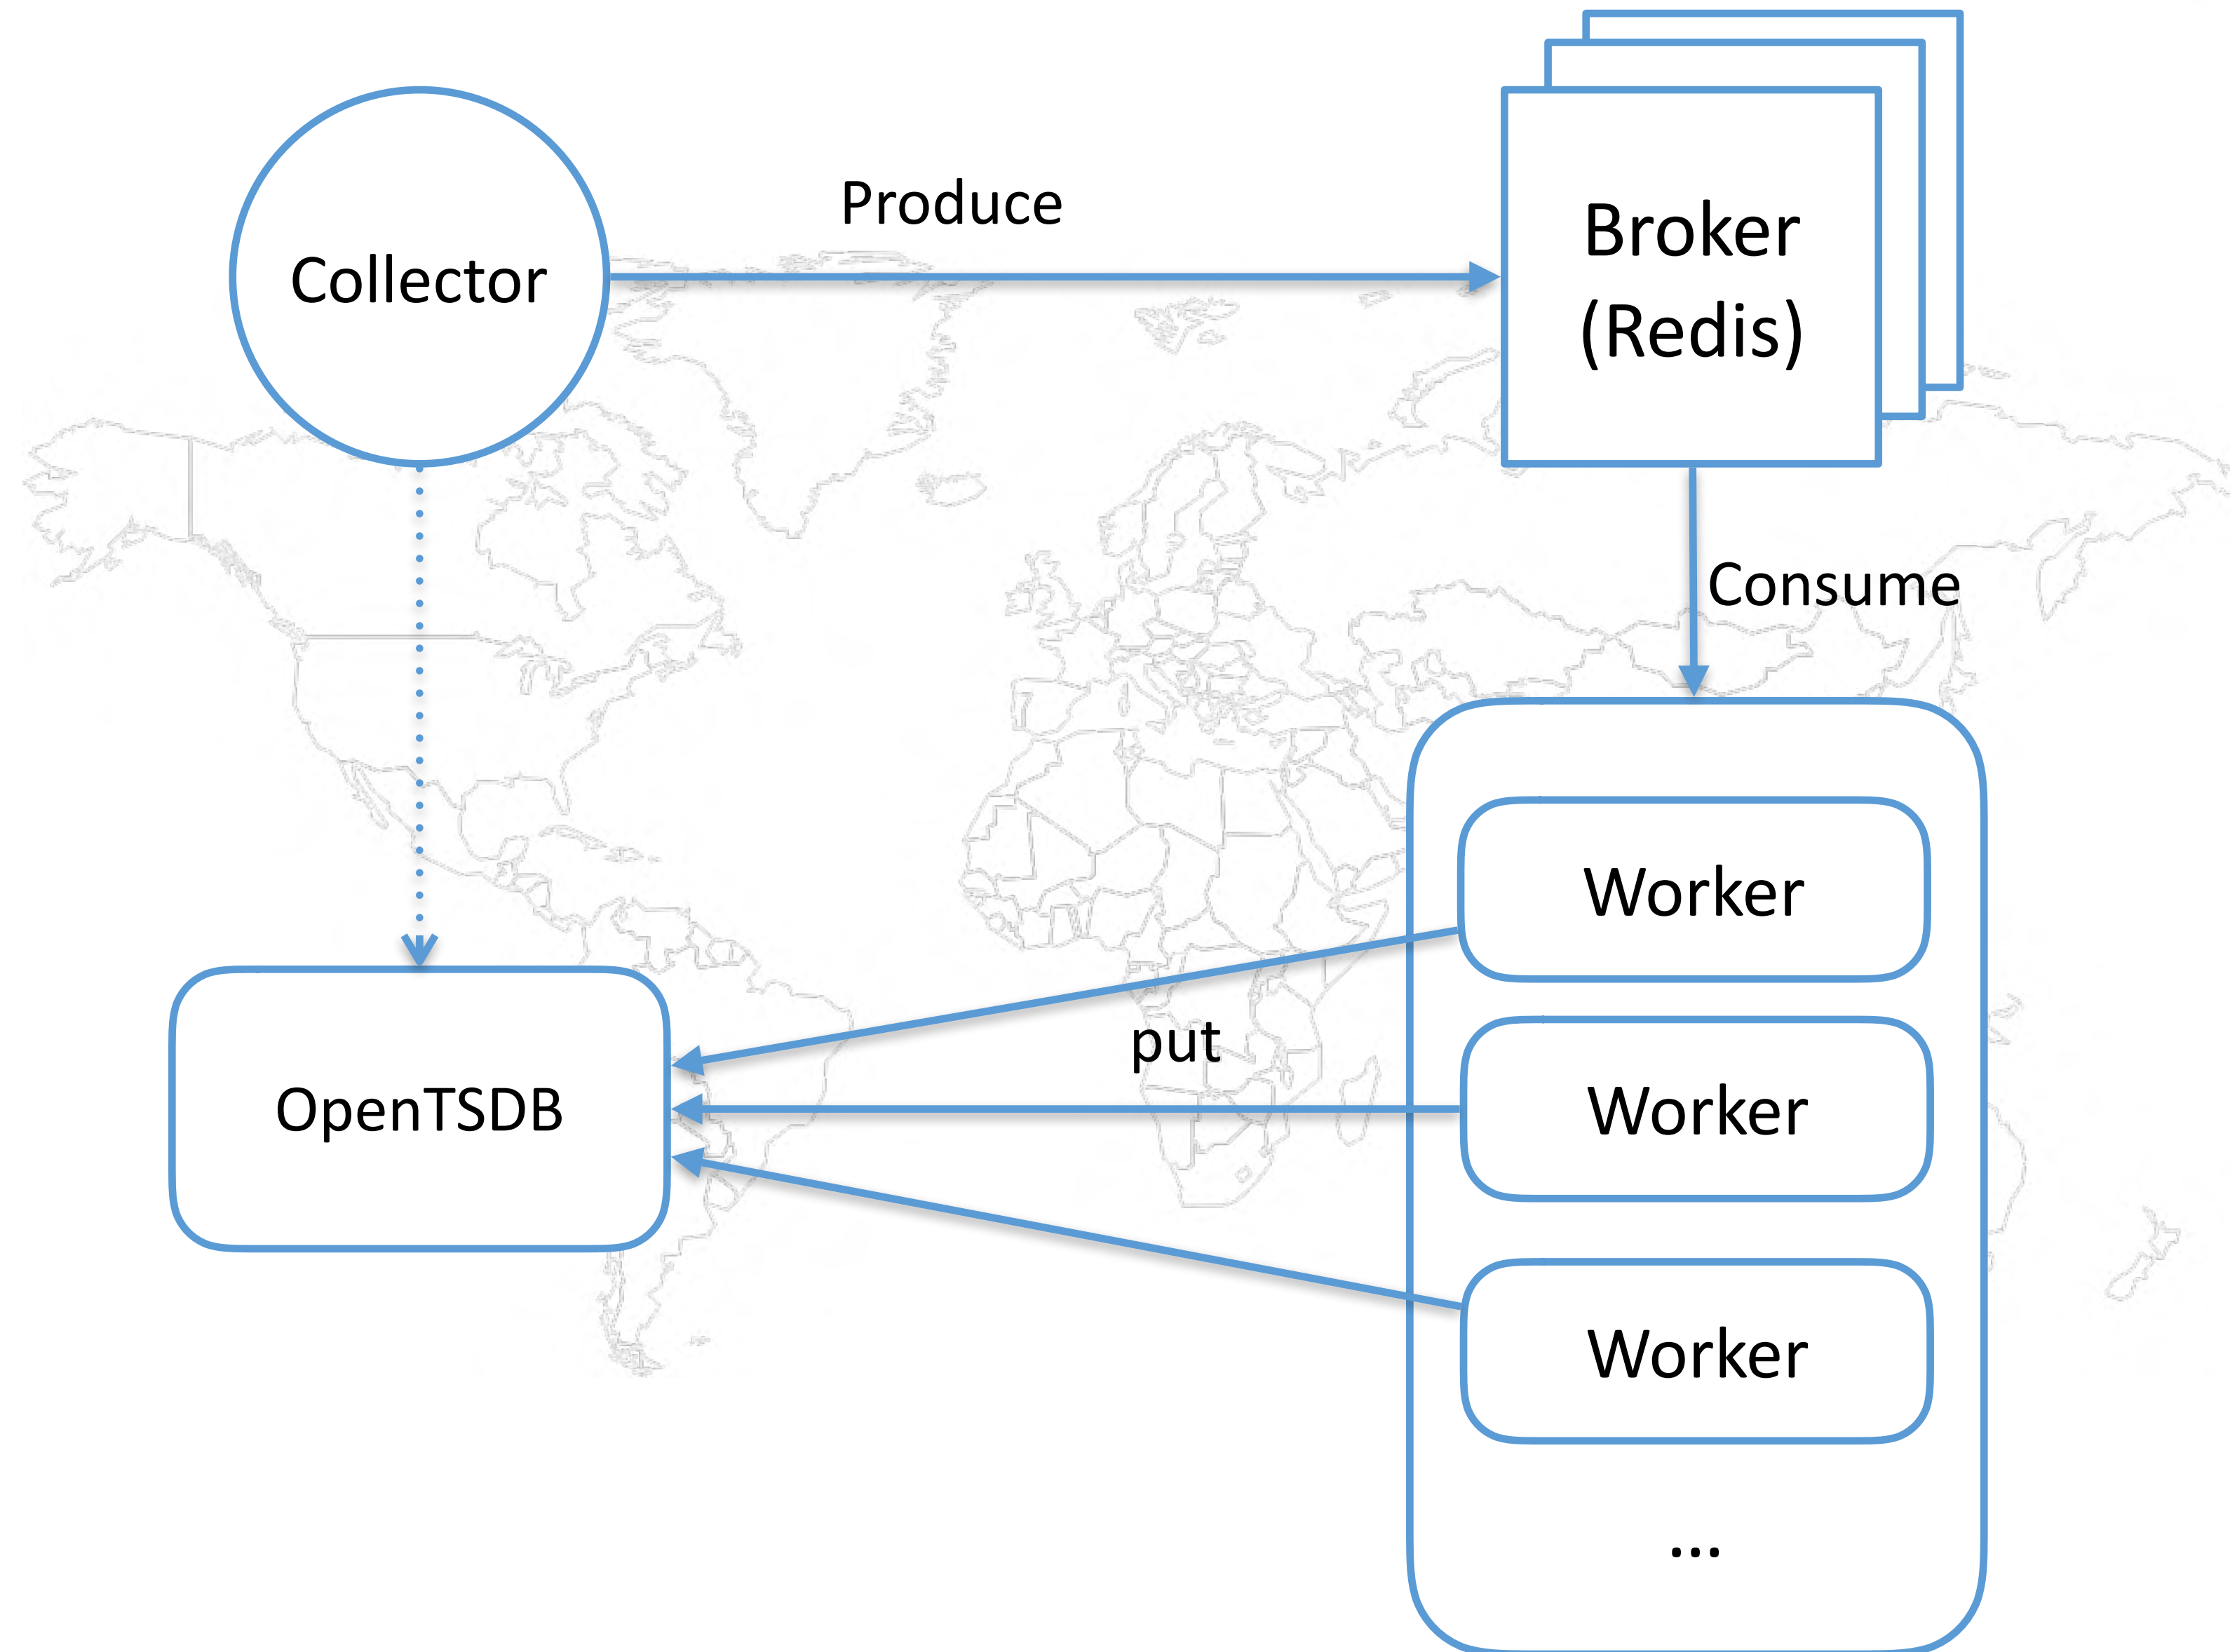 Collector
Produce
Broker
(Redis)
Consume
Worker
put
OpenTSDB
Worker
Worker
...